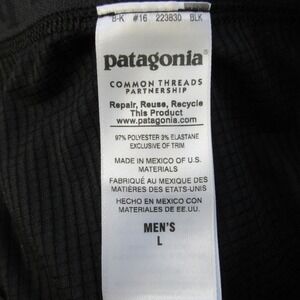 B-K #16 223B30 BLK
patagonia®
COMMON THREADS
PARTNERSHIP
Repair, Reuse, Recycle
This Product
www.patagonia.com
97% POLYESTER 3% ELASTANE
EXCLUSIVE OF TRIM
MADE IN MEXICO OF U.S.
MATERIALS
FABRIQUÉ AU MEXIQUE DES
MATIÈRES DES ETATS-UNIS
HECHO EN MEXICO CON
MATERIALES DE EE.UU.
MEN'S
L